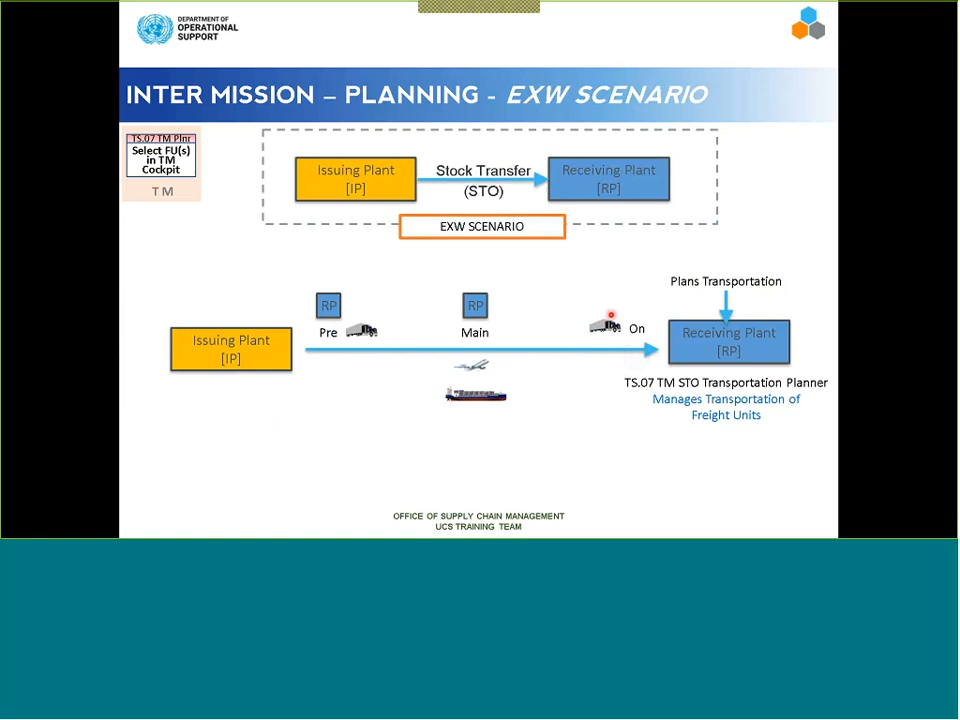 DEPARTMENT OF
OPERATIONAL
SUPPORT
INTER MISSION – PLANNING - EXW SCENARIO
TS.07 TM Plnr
Select FU(s)
in TM
Cockpit
TM
Issuing Plant
[IP]
Stock Transfer
(STO)
Receiving Plant
[RP]
EXW SCENARIO
Plans Transportation
RP
RP
Pre
Main
On
Issuing Plant
[IP]
Receiving Plant
[RP]
TS.07 TM STO Transportation Planner
Manages Transportation of
Freight Units
OFFICE OF SUPPLY CHAIN MANAGEMENT
UCS TRAINING TEAM